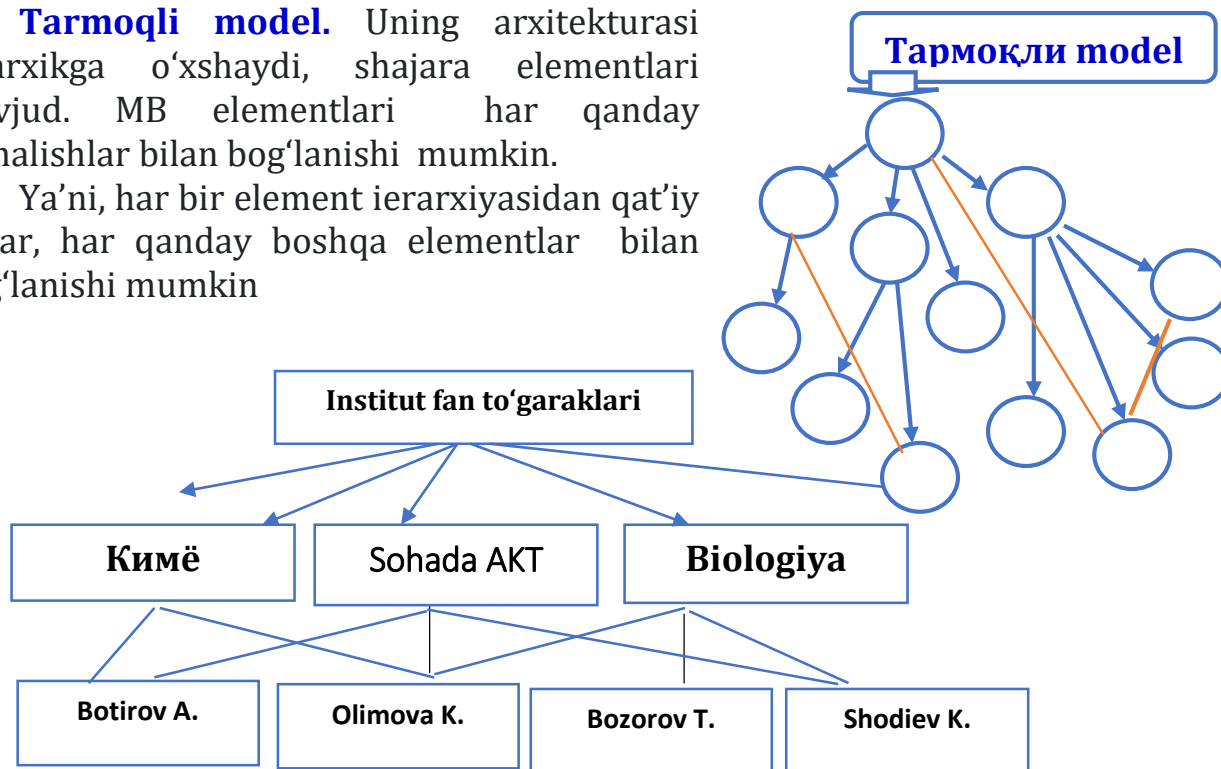 Tarmoqli model. Uning arxitekturasi
arxikga o‘xshaydi, shajara elementlari
vjud. MB elementlari har qanday
nalishlar bilan bog‘lanishi mumkin.
Ya’ni, har bir element ierarxiyasidan qat’iy
ar, har qanday boshqa elementlar bilan
g‘lanishi mumkin
Тармоқли model
Institut fan to‘garaklari
Кимё
Sohada AKT
Biologiya
Botirov A.
Olimova K.
Bozorov T.
Shodiev K.